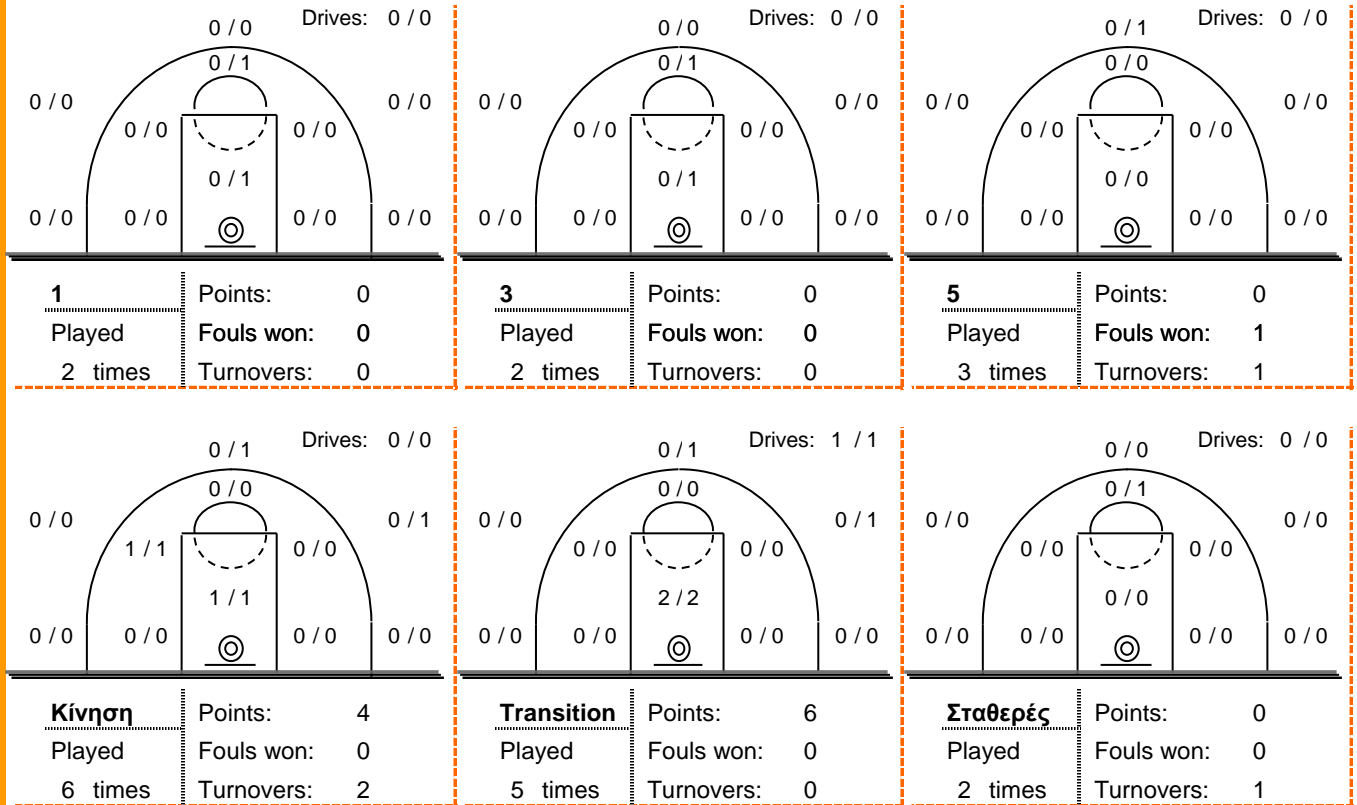 Drives: 0 / 0
0 / 0
0 / 1
0 / 0 0 / 0
0 / 0 0 / 0
0 / 1
0 / 0 0 / 0 0 / 0 0 / 0
1 Points: 0
Played Fouls won: 0
2 times Turnovers: 0
Drives: 0 / 0
0 / 0
0 / 1
0 / 0 0 / 0
0 / 0 0 / 0
0 / 1
0 / 0 0 / 0 0 / 0 0 / 0
3 Points: 0
Played Fouls won: 0
2 times Turnovers: 0
Drives: 0 / 0
0 / 1
0 / 0
0 / 0 0 / 0
0 / 0 0 / 0
0 / 0
0 / 0 0 / 0 0 / 0 0 / 0
5 Points: 0
Played Fouls won: 1
3 times Turnovers: 1
Drives: 0 / 0
0 / 1
0 / 0
0 / 0 0 / 1
1 / 1 0 / 0
1 / 1
0 / 0 0 / 0 0 / 0 0 / 0
Κίνηση Points: 4
Played Fouls won: 0
6 times Turnovers: 2
Drives: 1 / 1
0 / 1
0 / 0
0 / 0 0 / 1
0 / 0 0 / 0
2 / 2
0 / 0 0 / 0 0 / 0 0 / 0
Transition Points: 6
Played Fouls won: 0
5 times Turnovers: 0
Drives: 0 / 0
0 / 0
0 / 1
0 / 0 0 / 0
0 / 0 0 / 0
0 / 0
0 / 0 0 / 0 0 / 0 0 / 0
Σταθερές Points: 0
Played Fouls won: 0
2 times Turnovers: 1